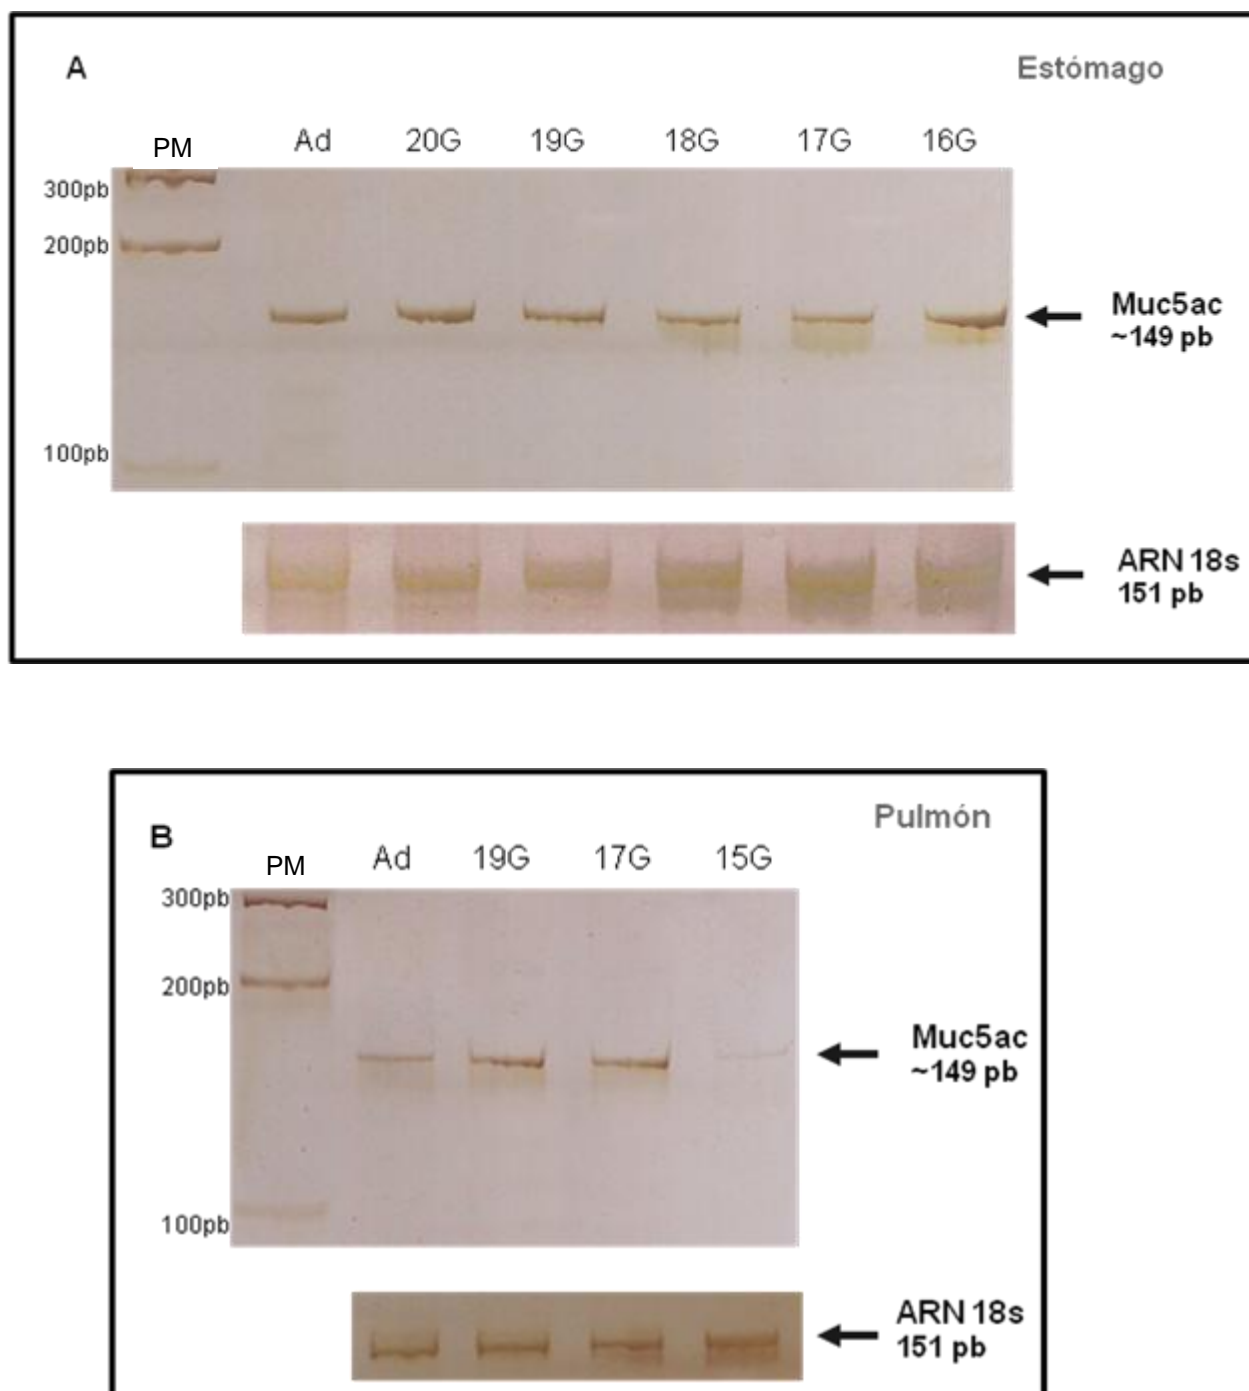 A
Estómago
PM Ad 20G 19G 18G 17G 16G
300pb
200pb
Muc5ac
~149 pb
100pb
ARN 18s
151 pb
B
Pulmón
PM Ad 19G 17G 15G
300pb
200pb
Muc5ac
~149 pb
100pb
ARN 18s
151 pb